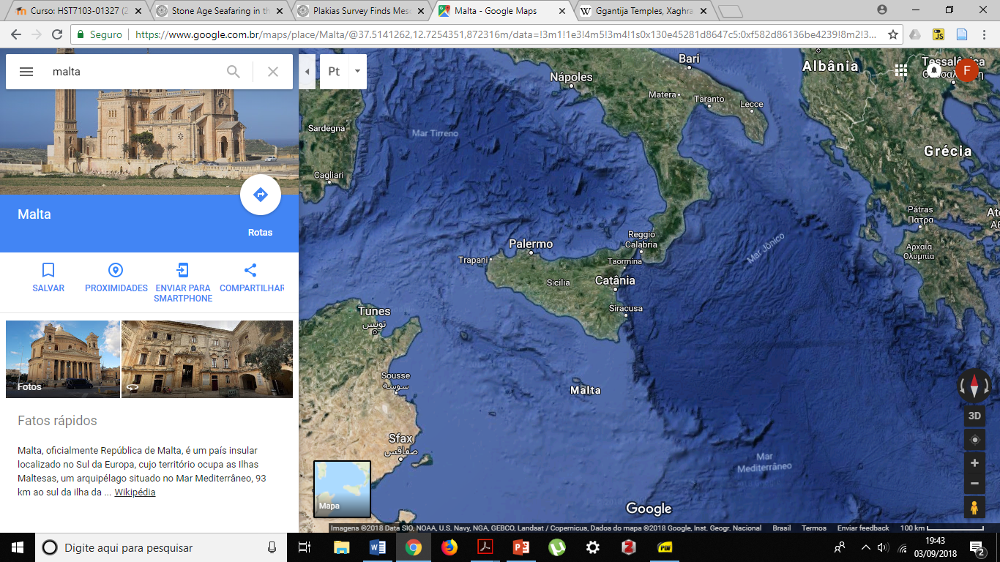 Curso: HST7103-01327 (2
Stone Age Seafaring in th
Plakias Survey Finds Meso
Malta - Google Maps
Ggantija Temples, Xaghra
Seguro
https://www.google.com.br/maps/place/Malta/@37.5141262,12.7254351,872316m/data=!3m1!1e3!4m5!3m4!1s0x130e45281d8647c5:0xf582d86136be4239!8m2!3...
malta
Pt
Malta
Rotas
SALVAR
PROXIMIDADES
ENVIAR PARA
SMARTPHONE
COMPARTILHAR
Fotos
Fatos rápidos
Malta, oficialmente República de Malta, é um país insular
localizado no Sul da Europa, cujo território ocupa as Ilhas
Maltesas, um arquipélago situado no Mar Mediterrâneo, 93
km ao sul da ilha da ... Wikipédia
Bari
Albânia
Tessalônica
F
Nápoles
Matera
Taranto
Lecce
Sardegna
Mar Tirreno
Grécia
Cagliari
Pátras
Πάτρα
Ate
Palermo
Reggio
Calabria
Mar Jônico
Αρχαία
Ολυμπία
Trapani
Taormina
Sicilia
Catânia
Siracusa
Túnes
تونس
Sousse
سوسة
Malta
3D
Sfax
صفاقس
Mar
Mediterrâneo
Mapa
Google
Imagens ©2018 Data SIO, NOAA, U.S. Navy, NGA, GEBCO, Landsat / Copernicus, Dados do mapa ©2018 Google, Inst. Geogr. Nacional
Brasil
Termos
Enviar feedback
100 km
Digite aqui para pesquisar
PDF
19:43
03/09/2018
2